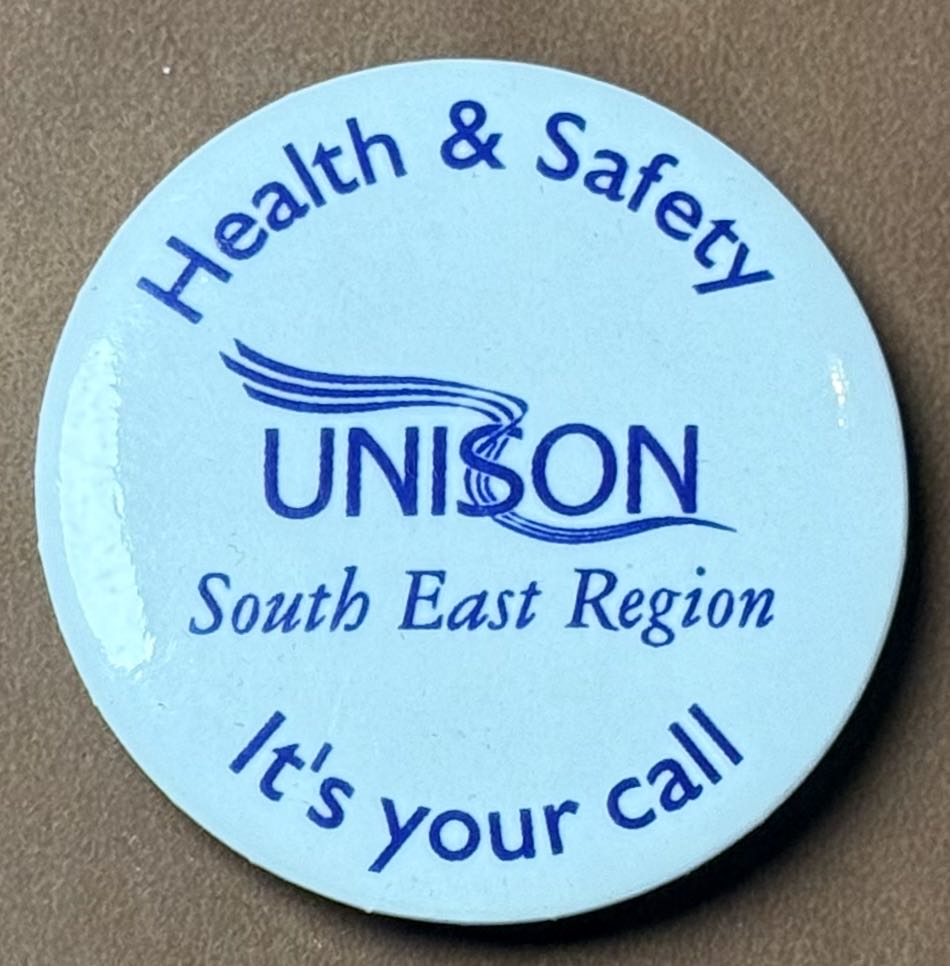 Health & Safety
UNISON
South East Region
It's your call